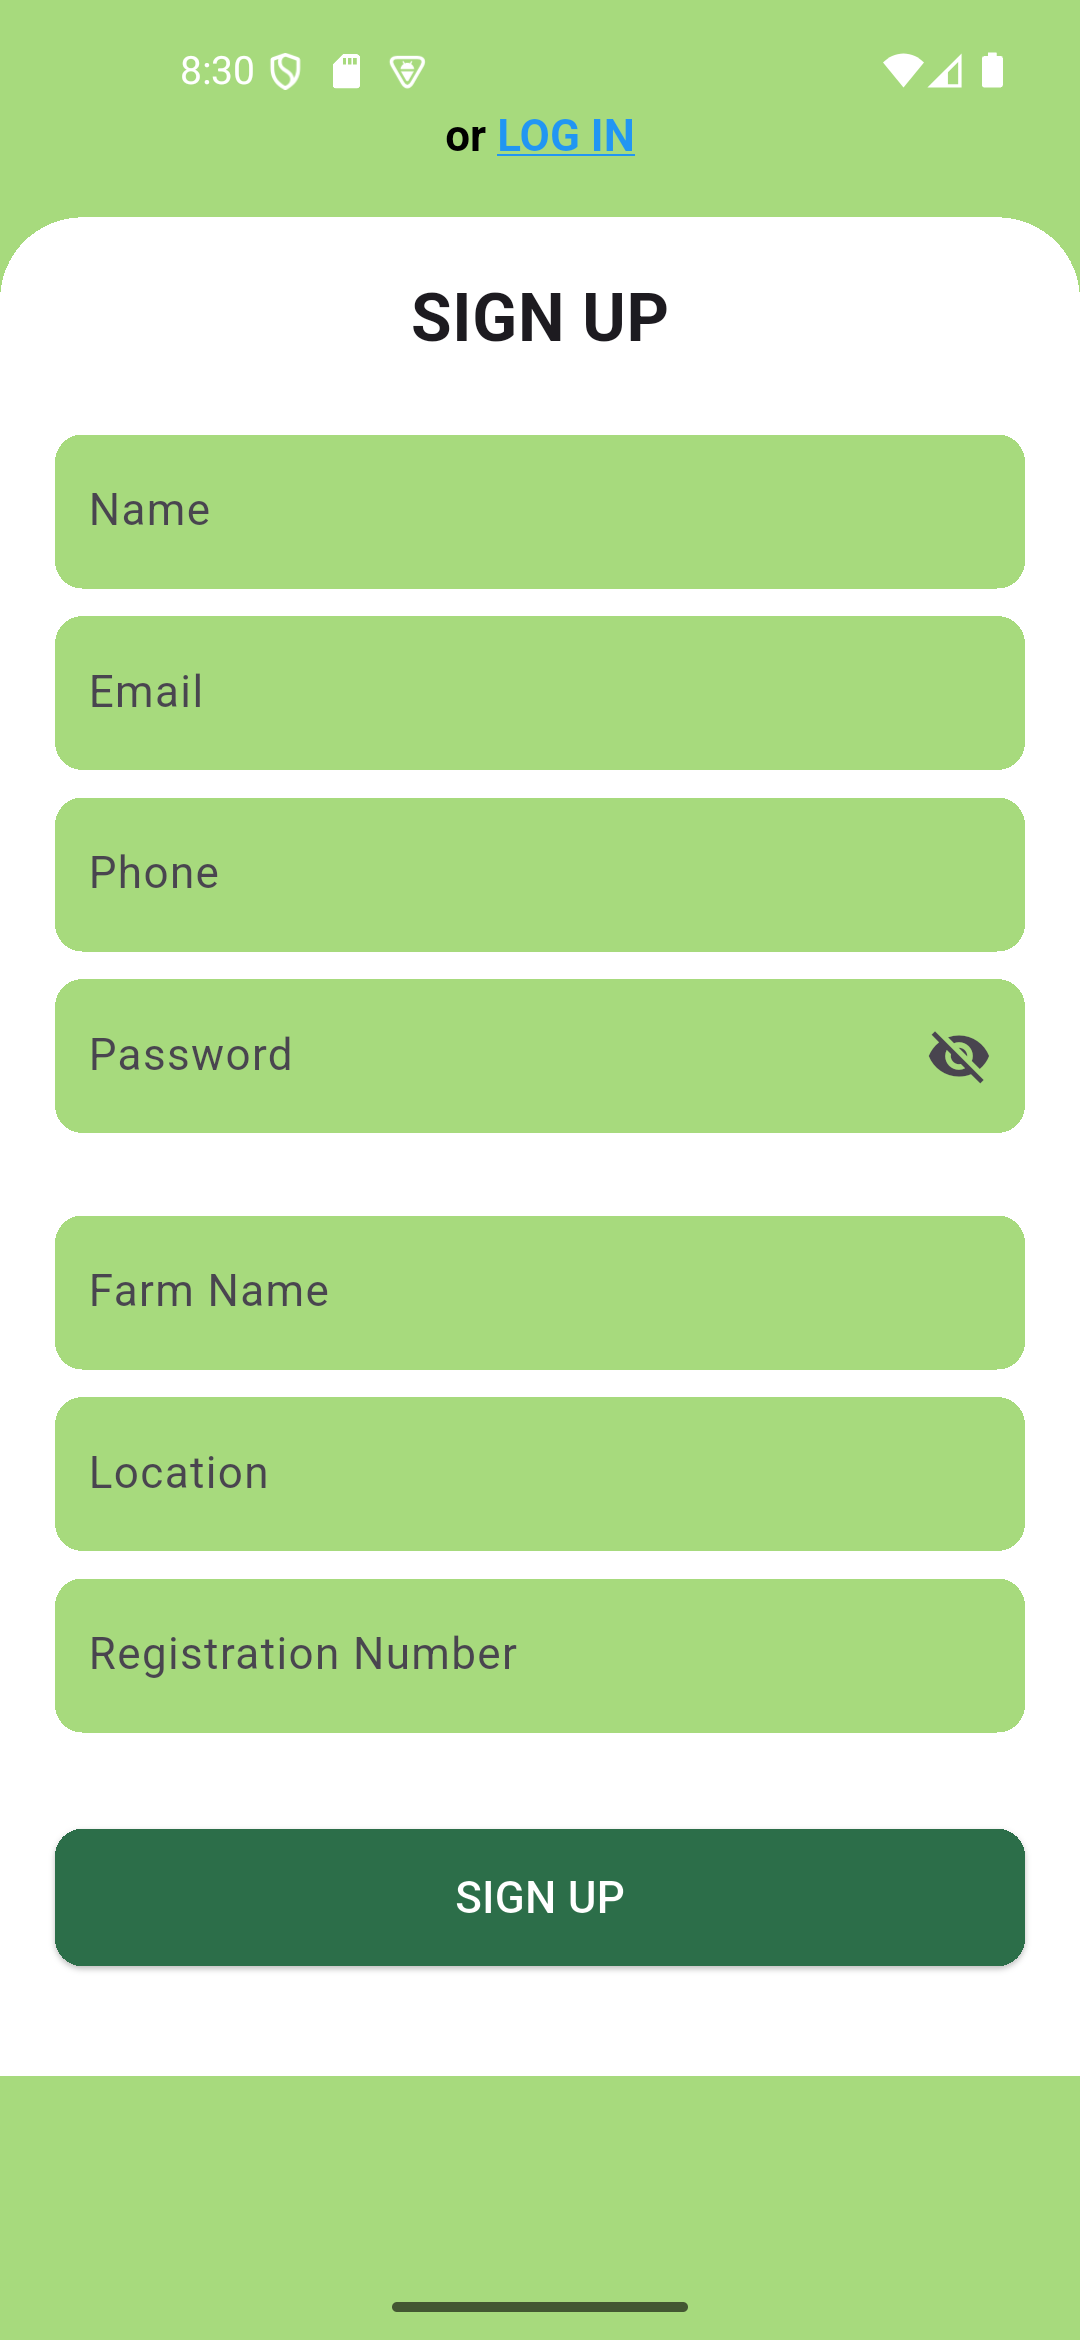 8:30
or LOG IN
SIGN UP
Name
Email
Phone
Password
Farm Name
Location
Registration Number
SIGN UP